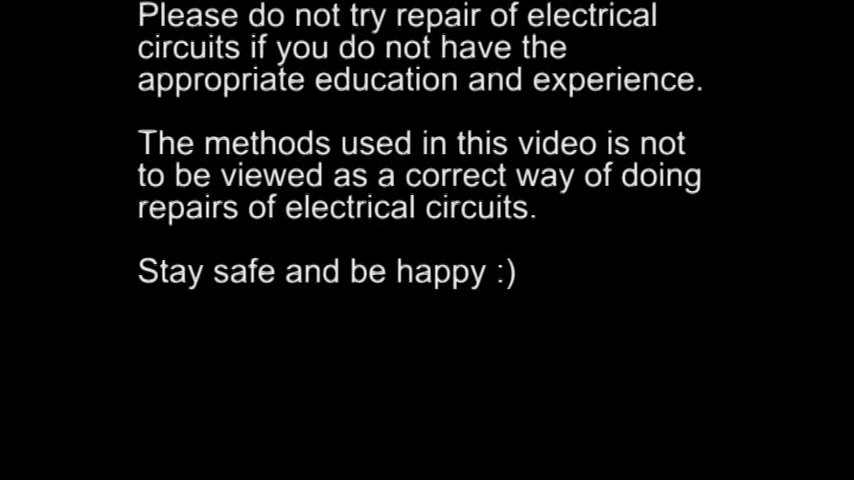 Please do not try repair of electrical
circuits if you do not have the
appropriate education and experience.
The methods used in this video is not
to be viewed as a correct way of doing
repairs of electrical circuits.
Stay safe and be happy :)